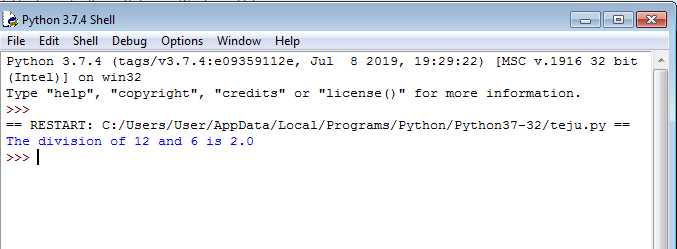 Python 3.7.4 Shell
File Edit Shell Debug Options Window Help
Python 3.7.4 (tags/v3.7.4:e09359112e, Jul  8 2019, 19:29:22) [MSC v.1916 32 bit
(Intel)] on win32
Type "help", "copyright", "credits" or "license()" for more information.
>>>
== RESTART: C:/Users/User/AppData/Local/Programs/Python/Python37-32/teju.py ==
The division of 12 and 6 is 2.0
>>>